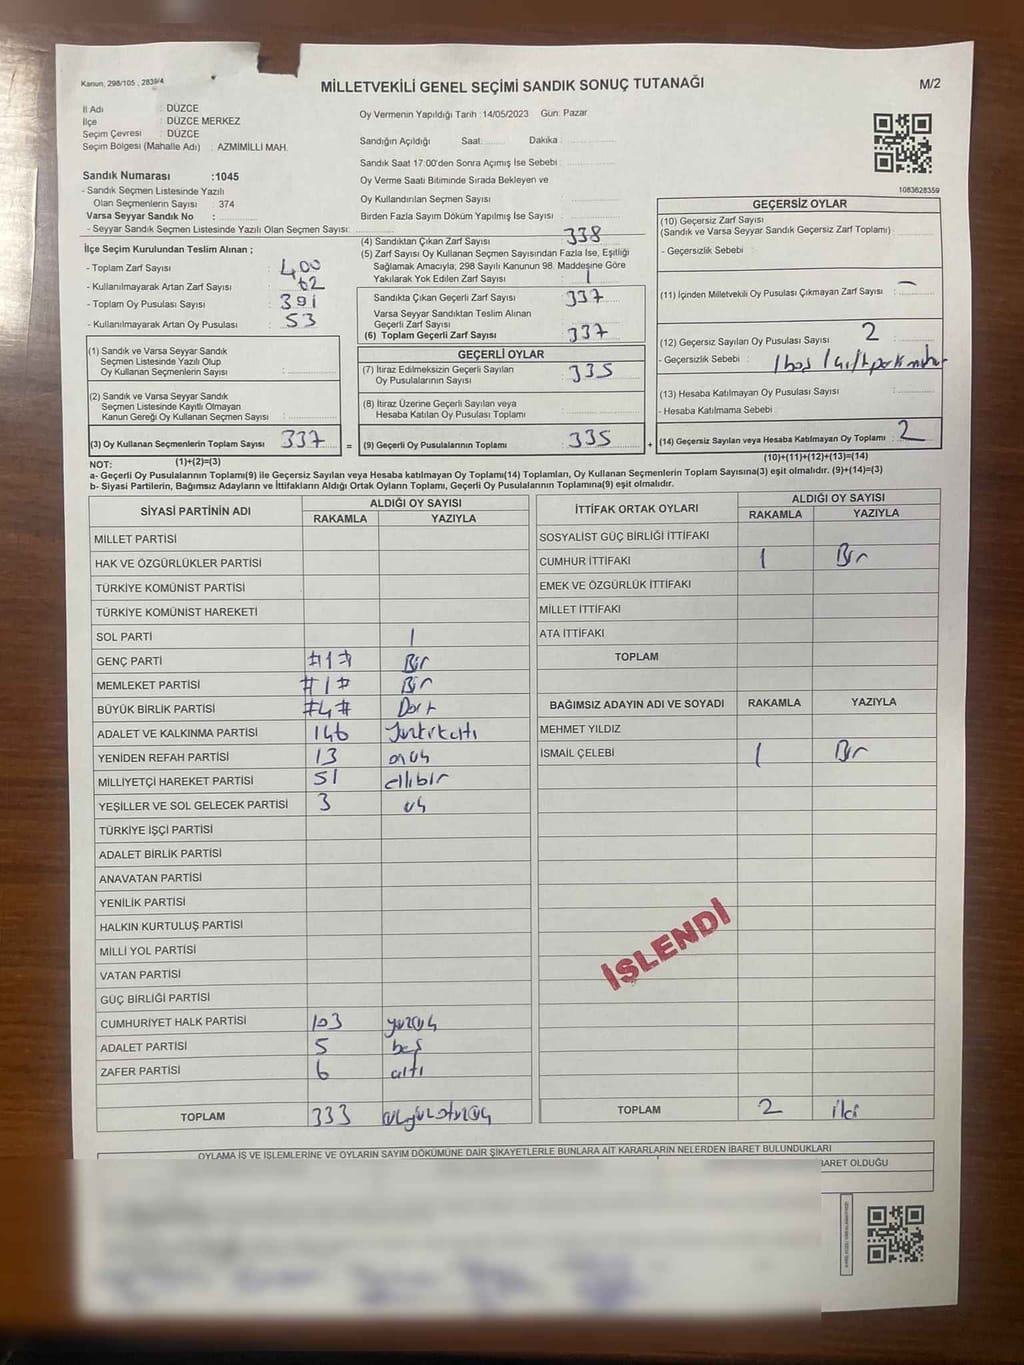 Kanun, 298/105 , 2839/4
MİLLETVEKİLİ GENEL SEÇİMİ SANDIK SONUÇ TUTANAĞI
M/2
İl Adı : DÜZCE
İlçe : DÜZCE MERKEZ
Seçim Çevresi : DÜZCE
Seçim Bölgesi (Mahalle Adı) : AZMİMİLLİ MAH.
Oy Vermenin Yapıldığı Tarih :14/05/2023 Gün: Pazar
Sandığın Açıldığı Saat: Dakika :
Sandık Saat 17:00'den Sonra Açımış İse Sebebi :
Oy Verme Saati Bitiminde Sırada Bekleyen ve
Oy Kullandırılan Seçmen Sayısı :
Birden Fazla Sayım Döküm Yapılmış İse Sayısı :
1083628359
Sandık Numarası :1045
- Sandık Seçmen Listesinde Yazılı
Olan Seçmenlerin Sayısı : 374
Varsa Seyyar Sandık No :
- Seyyar Sandık Seçmen Listesinde Yazılı Olan Seçmen Sayısı:
İlçe Seçim Kurulundan Teslim Alınan ;
- Toplam Zarf Sayısı : 400
- Kullanılmayarak Artan Zarf Sayısı : 62
- Toplam Oy Pusulası Sayısı : 391
- Kullanılmayarak Artan Oy Pusulası : 53
(4) Sandıktan Çıkan Zarf Sayısı : 338
(5) Zarf Sayısı Oy Kullanan Seçmen Sayısından Fazla İse, Eşitliği
Sağlamak Amacıyla; 298 Sayılı Kanunun 98. Maddesine Göre
Yakılarak Yok Edilen Zarf Sayısı : 1
Sandıkta Çıkan Geçerli Zarf Sayısı : 337
Varsa Seyyar Sandıktan Teslim Alınan
Geçerli Zarf Sayısı :
(6) Toplam Geçerli Zarf Sayısı : 337
GEÇERSİZ OYLAR
(10) Geçersiz Zarf Sayısı
(Sandık ve Varsa Seyyar Sandık Geçersiz Zarf Toplamı) :
- Geçersizlik Sebebi :
(11) İçinden Milletvekili Oy Pusulası Çıkmayan Zarf Sayısı : —
(12) Geçersiz Sayılan Oy Pusulası Sayısı : 2
- Geçersizlik Sebebi : 1 boş 1
(13) Hesaba Katılmayan Oy Pusulası Sayısı :
- Hesaba Katılmama Sebebi :
(14) Geçersiz Sayılan veya Hesaba Katılmayan Oy Toplamı : 2
(10)+(11)+(12)+(13)=(14)
(1) Sandık ve Varsa Seyyar Sandık
Seçmen Listesinde Yazılı Olup
Oy Kullanan Seçmenlerin Sayısı :
(2) Sandık ve Varsa Seyyar Sandık
Seçmen Listesinde Kayıtlı Olmayan
Kanun Gereği Oy Kullanan Seçmen Sayısı :
(3) Oy Kullanan Seçmenlerin Toplam Sayısı : 337 =
(1)+(2)=(3)
GEÇERLİ OYLAR
(7) İtiraz Edilmeksizin Geçerli Sayılan
Oy Pusulalarının Sayısı : 335
(8) İtiraz Üzerine Geçerli Sayılan veya
Hesaba Katılan Oy Pusulası Toplamı :
(9) Geçerli Oy Pusulalarının Toplamı : 335 +
NOT:
a- Geçerli Oy Pusulalarının Toplamı(9) ile Geçersiz Sayılan veya Hesaba katılmayan Oy Toplamı(14) Toplamları, Oy Kullanan Seçmenlerin Toplam Sayısına(3) eşit olmalıdır. (9)+(14)=(3)
b- Siyasi Partilerin, Bağımsız Adayların ve İttifakların Aldığı Ortak Oyların Toplamı, Geçerli Oy Pusulalarının Toplamına(9) eşit olmalıdır.
SİYASİ PARTİNİN ADI ALDIĞI OY SAYISI
RAKAMLA YAZIYLA
MİLLET PARTİSİ
HAK VE ÖZGÜRLÜKLER PARTİSİ
TÜRKİYE KOMÜNİST PARTİSİ
TÜRKİYE KOMÜNİST HAREKETİ
SOL PARTİ 1
GENÇ PARTİ #1# Bir
MEMLEKET PARTİSİ #1# Bir
BÜYÜK BİRLİK PARTİSİ #4# Dört
ADALET VE KALKINMA PARTİSİ 146
YENİDEN REFAH PARTİSİ 13 onüç
MİLLİYETÇİ HAREKET PARTİSİ 51 ellibir
YEŞİLLER VE SOL GELECEK PARTİSİ 3 üç
TÜRKİYE İŞÇİ PARTİSİ
ADALET BİRLİK PARTİSİ
ANAVATAN PARTİSİ
YENİLİK PARTİSİ
HALKIN KURTULUŞ PARTİSİ
MİLLİ YOL PARTİSİ
VATAN PARTİSİ
GÜÇ BİRLİĞİ PARTİSİ
CUMHURİYET HALK PARTİSİ 103 yüzüç
ADALET PARTİSİ 5 beş
ZAFER PARTİSİ 6 altı
TOPLAM 333 üçyüzotuzüç
İTTİFAK ORTAK OYLARI ALDIĞI OY SAYISI
RAKAMLA YAZIYLA
SOSYALİST GÜÇ BİRLİĞİ İTTİFAKI
CUMHUR İTTİFAKI 1 Bir
EMEK VE ÖZGÜRLÜK İTTİFAKI
MİLLET İTTİFAKI
ATA İTTİFAKI
TOPLAM
BAĞIMSIZ ADAYIN ADI VE SOYADI RAKAMLA YAZIYLA
MEHMET YILDIZ
İSMAİL ÇELEBİ 1 Bir
İŞLENDİ
TOPLAM 2 iki
OYLAMA İŞ VE İŞLEMLERİNE VE OYLARIN SAYIM DÖKÜMÜNE DAİR ŞİKAYETLERLE BUNLARA AİT KARARLARIN NELERDEN İBARET BULUNDUKLARI
BARET OLDUĞU